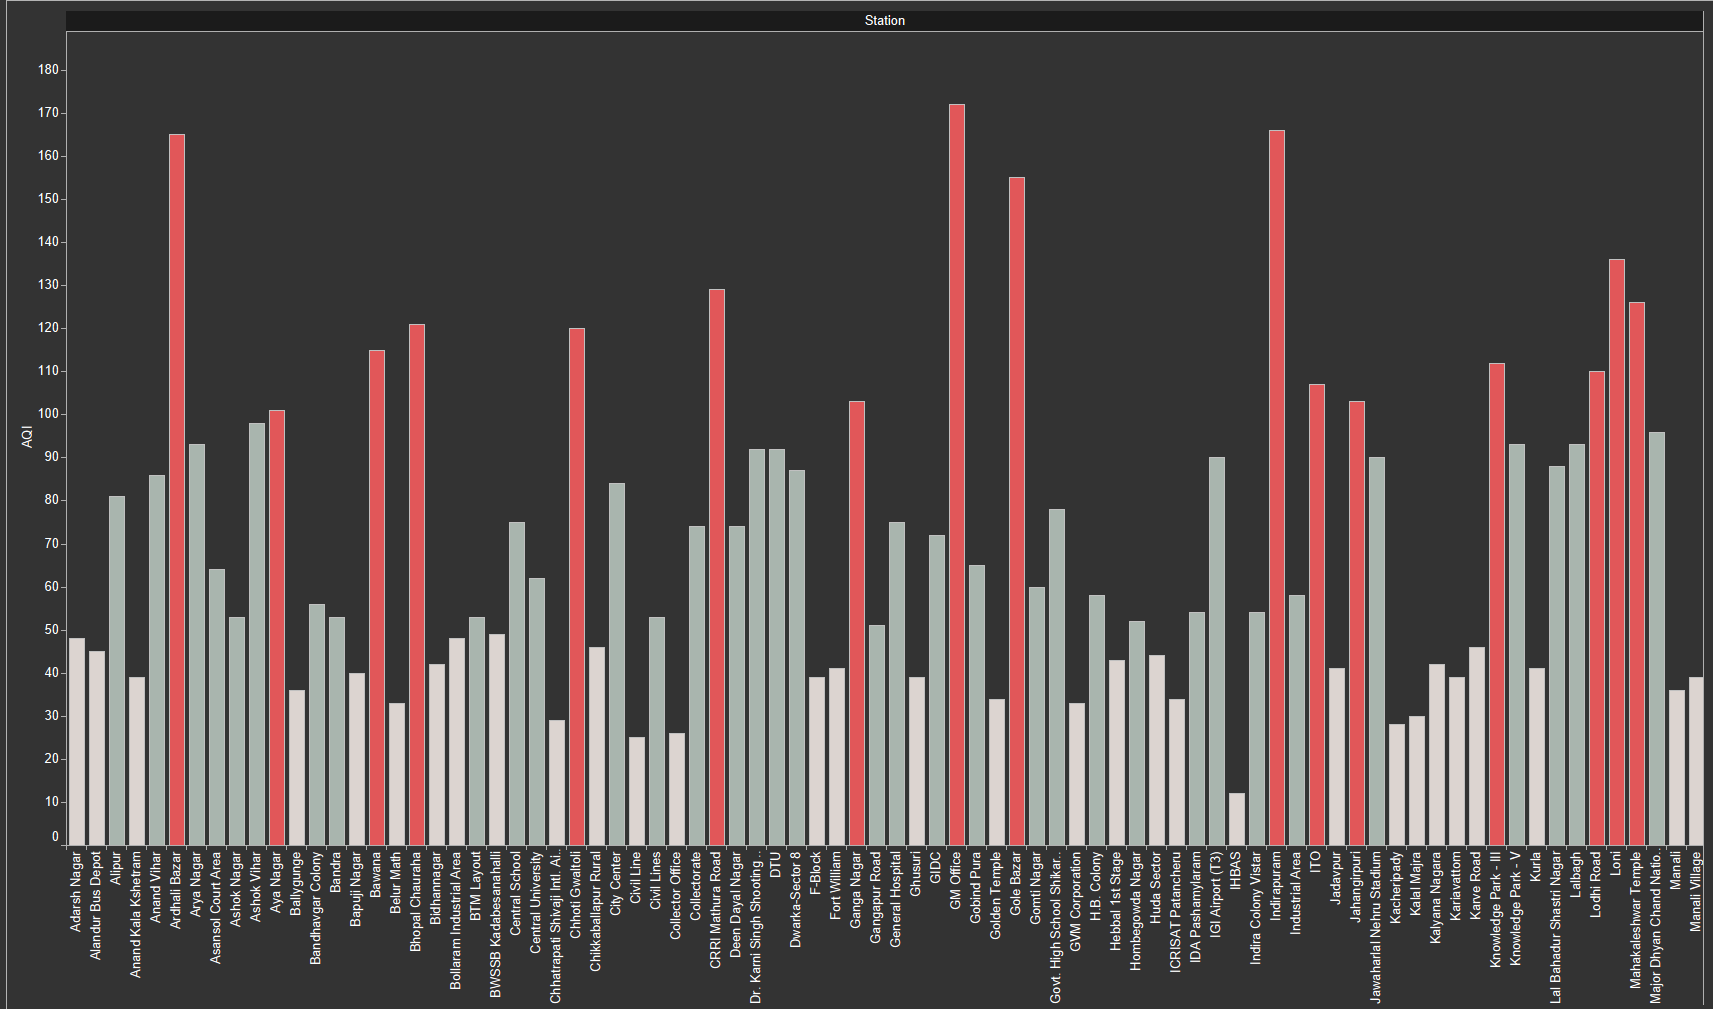 Station
AQI
180
170
160
150
140
130
120
110
100
90
80
70
60
50
40
30
20
10
0
Adarsh Nagar
Alandur Bus Depot
Alipur
Anand Kala Kshetram
Anand Vihar
Ardhali Bazar
Arya Nagar
Asansol Court Area
Ashok Nagar
Ashok Vihar
Aya Nagar
Ballygunge
Bandhavgar Colony
Bandra
Bapuji Nagar
Bawana
Belur Math
Bhopal Chauraha
Bidhannagar
Bollaram Industrial Area
BTM Layout
BWSSB Kadabesanahalli
Central School
Central University
Chhatrapati Shivaji Intl. Ai..
Chhoti Gwaltoli
Chikkaballapur Rural
City Center
Civil Line
Civil Lines
Collector Office
Collectorate
CRRI Mathura Road
Deen Dayal Nagar
Dr. Karni Singh Shooting ..
DTU
Dwarka-Sector 8
F-Block
Fort William
Ganga Nagar
Gangapur Road
General Hospital
Ghusuri
GIDC
GM Office
Gobind Pura
Golden Temple
Gole Bazar
Gomti Nagar
Govt. High School Shikar..
GVM Corporation
H.B. Colony
Hebbal 1st Stage
Hombegowda Nagar
Huda Sector
ICRISAT Patancheru
IDA Pashamylaram
IGI Airport (T3)
IHBAS
Indira Colony Vistar
Indirapuram
Industrial Area
ITO
Jadavpur
Jahangirpuri
Jawaharlal Nehru Stadium
Kacheripady
Kalal Majra
Kalyana Nagara
Kariavattom
Karve Road
Knowledge Park - III
Knowledge Park - V
Kurla
Lal Bahadur Shastri Nagar
Lalbagh
Lodhi Road
Loni
Mahakaleshwar Temple
Major Dhyan Chand Natio..
Manali
Manali Village